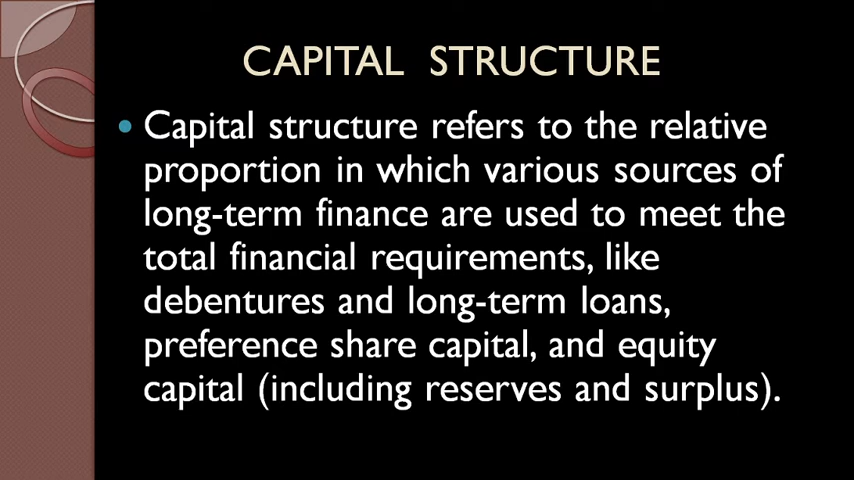 CAPITAL STRUCTURE
• Capital structure refers to the relative
proportion in which various sources of
long-term finance are used to meet the
total financial requirements, like
debentures and long-term loans,
preference share capital, and equity
capital (including reserves and surplus).